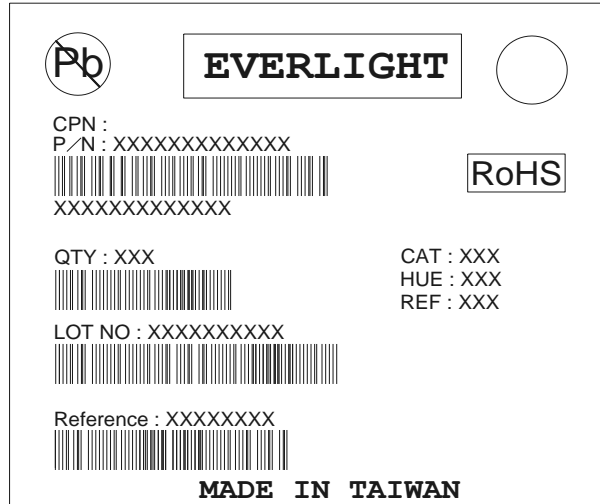 Pb
EVERLIGHT
CPN :
P/N : XXXXXXXXXXXXX
RoHS
XXXXXXXXXXXXX
QTY : XXX
CAT : XXX
HUE : XXX
REF : XXX
LOT NO : XXXXXXXXXX
Reference : XXXXXXXX
MADE IN TAIWAN